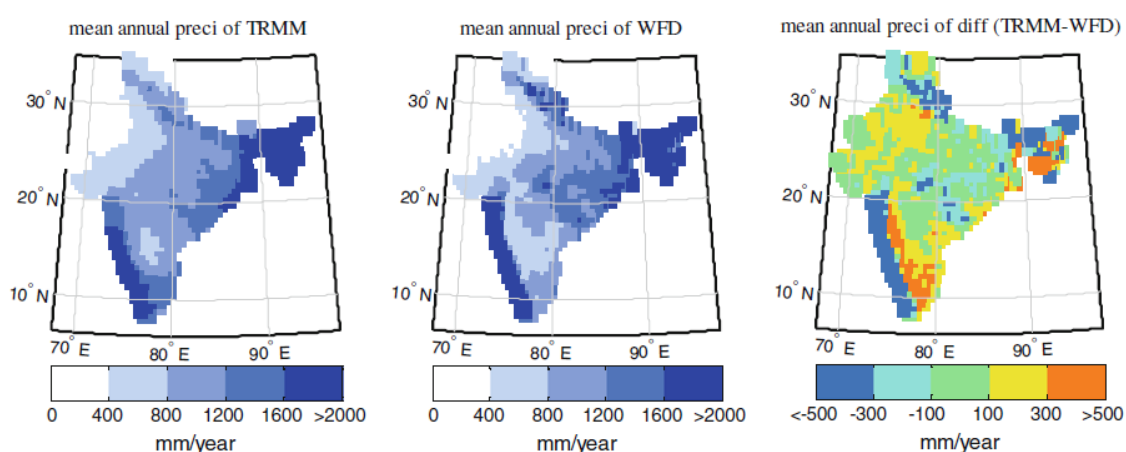 mean annual preci of TRMM
30° N
20° N
10° N
70° E 80° E 90° E
0 400 800 1200 1600 >2000
mm/year
mean annual preci of WFD
30° N
20° N
10° N
70° E 80° E 90° E
0 400 800 1200 1600 >2000
mm/year
mean annual preci of diff (TRMM-WFD)
30° N
20° N
10° N
70° E 80° E 90° E
<-500 -300 -100 100 300 >500
mm/year